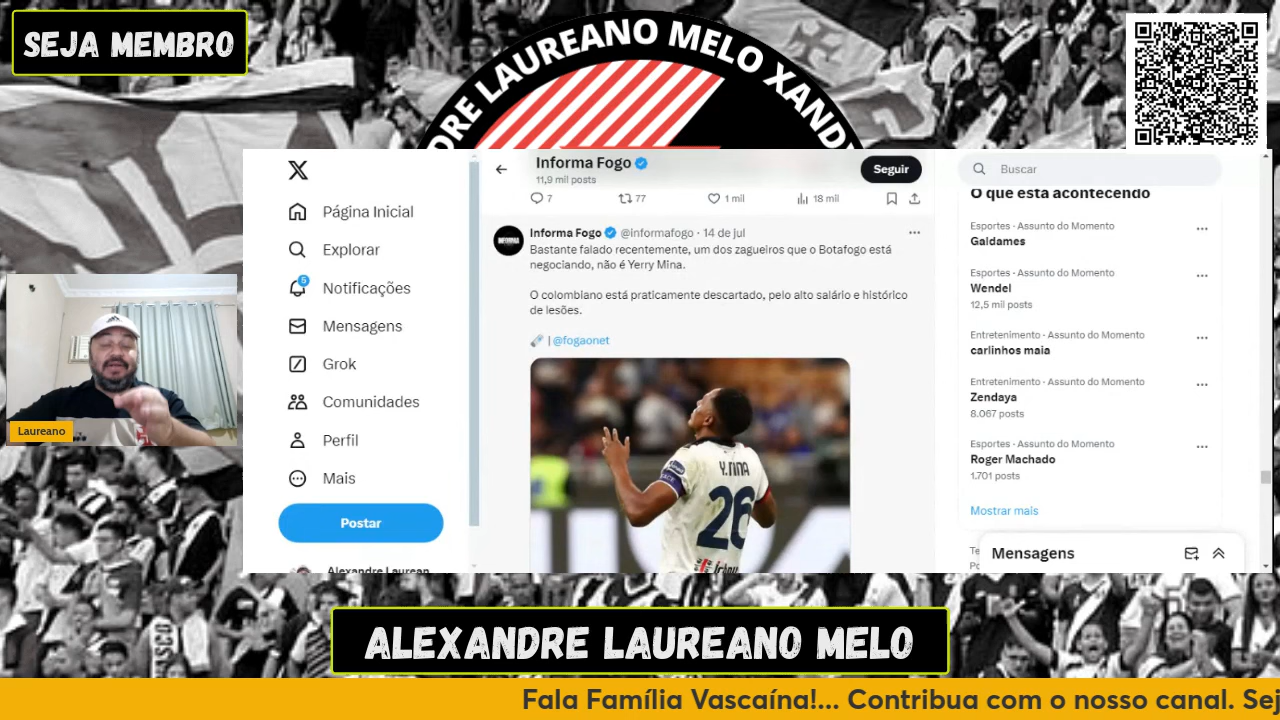 SEJA MEMBRO
DRE LAUREANO MELO XAND
Informa Fogo
11,9 mil posts
Seguir
7
77
1 mil
18 mil
Informa Fogo @informafogo · 14 de jul
Bastante falado recentemente, um dos zagueiros que o Botafogo está
negociando, não é Yerry Mina.
O colombiano está praticamente descartado, pelo alto salário e histórico
de lesões.
| @fogaonet
Y. MINA
26
Página Inicial
Explorar
5
Notificações
Mensagens
Grok
Comunidades
Perfil
Mais
Postar
Alexandre Laurean
Buscar
O que está acontecendo
Esportes · Assunto do Momento
Galdames
Esportes · Assunto do Momento
Wendel
12,5 mil posts
Entretenimento · Assunto do Momento
carlinhos maia
Entretenimento · Assunto do Momento
Zendaya
8.067 posts
Esportes · Assunto do Momento
Roger Machado
1.701 posts
Mostrar mais
Mensagens
Laureano
ALEXANDRE LAUREANO MELO
Fala Família Vascaína!... Contribua com o nosso canal. Sej